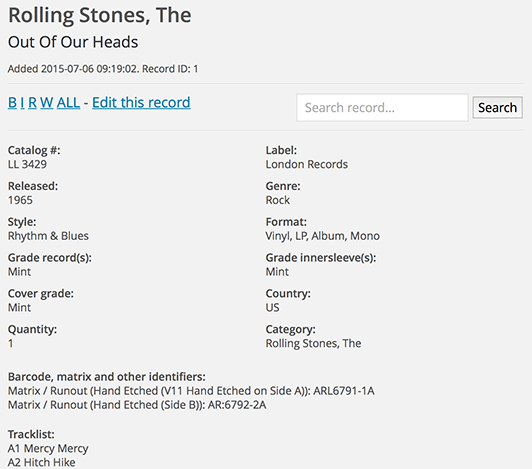 Rolling Stones, The
Out Of Our Heads
Added 2015-07-06 09:19:02. Record ID: 1
B I R W ALL - Edit this record
Search record...
Search
Catalog #:
LL 3429
Label:
London Records
Released:
1965
Genre:
Rock
Style:
Rhythm & Blues
Format:
Vinyl, LP, Album, Mono
Grade record(s):
Mint
Grade innersleeve(s):
Mint
Cover grade:
Mint
Country:
US
Quantity:
1
Category:
Rolling Stones, The
Barcode, matrix and other identifiers:
Matrix / Runout (Hand Etched (V11 Hand Etched on Side A)): ARL6791-1A
Matrix / Runout (Hand Etched (Side B)): AR:6792-2A
Tracklist:
A1 Mercy Mercy
A2 Hitch Hike